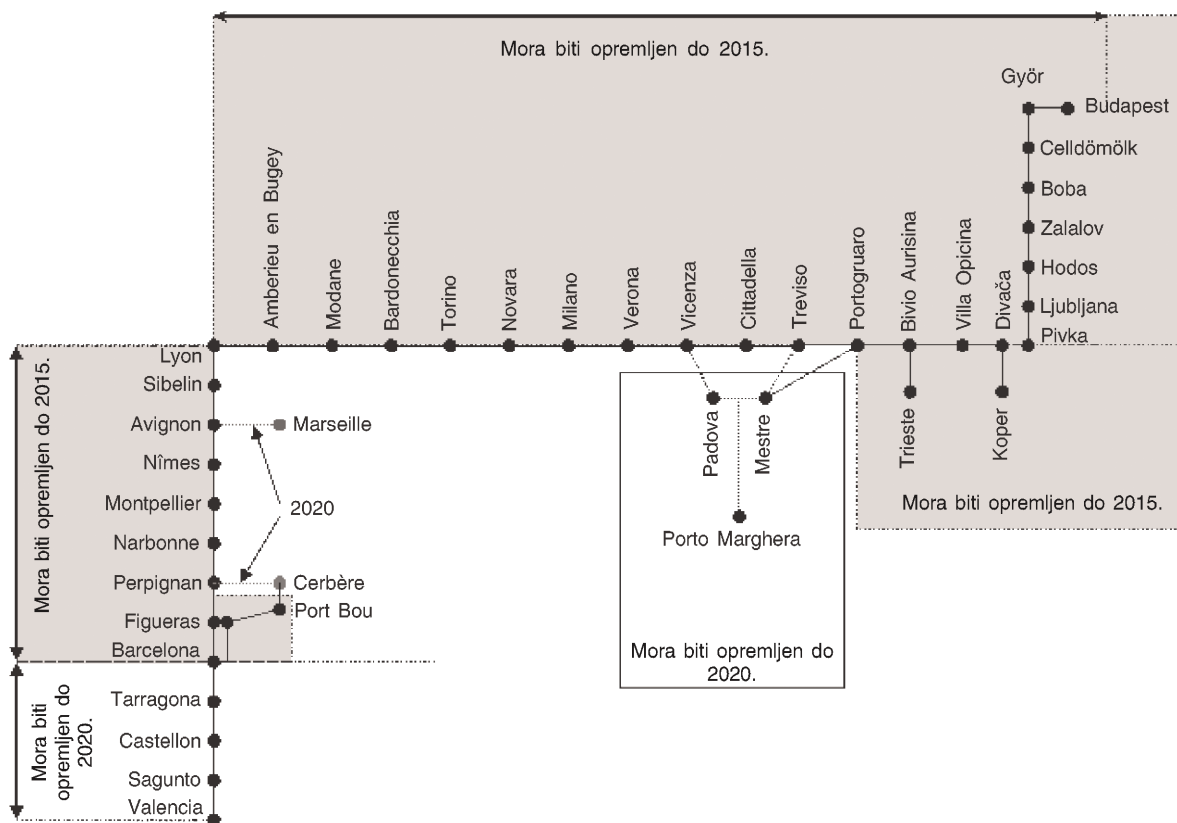 Mora biti opremljen do 2015.
Györ
Budapest
Celldömölk
Boba
Zalalov
Hodos
Ljubljana
Pivka
Amberieu en Bugey
Modane
Bardonecchia
Torino
Novara
Milano
Verona
Vicenza
Cittadella
Treviso
Portogruaro
Bivio Aurisina
Villa Opicina
Divača
Lyon
Sibelin
Avignon
Marseille
Nîmes
Montpellier
2020
Narbonne
Perpignan
Cerbère
Port Bou
Figueras
Barcelona
Mora biti opremljen do 2015.
Tarragona
Castellon
Sagunto
Valencia
Mora biti
opremljen do
2020.
Padova
Mestre
Porto Marghera
Mora biti opremljen do
2020.
Trieste
Koper
Mora biti opremljen do 2015.